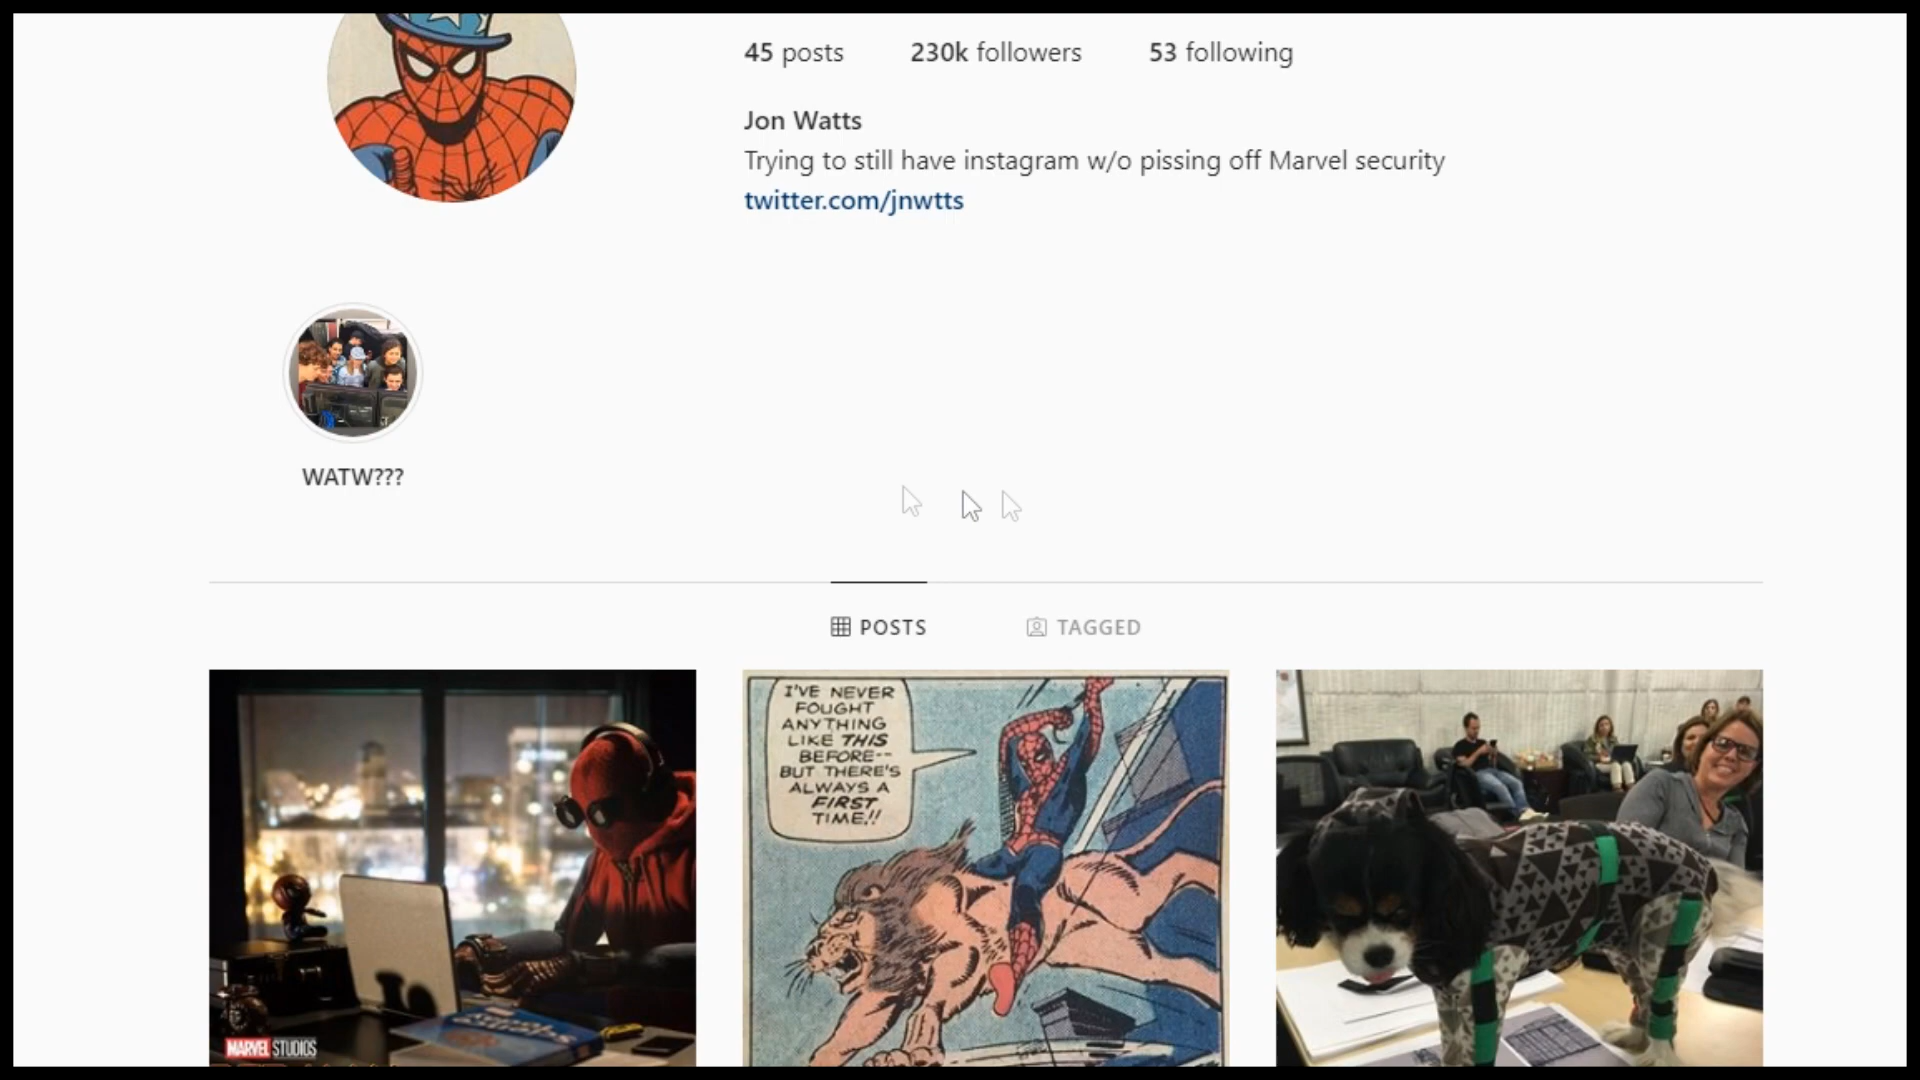 45 posts 230k followers 53 following
Jon Watts
Trying to still have instagram w/o pissing off Marvel security
twitter.com/jnwtts
WATW???
POSTS TAGGED
I'VE NEVER
FOUGHT
ANYTHING
LIKE THIS
BEFORE--
BUT THERE'S
ALWAYS A
FIRST
TIME!!
MARVEL STUDIOS